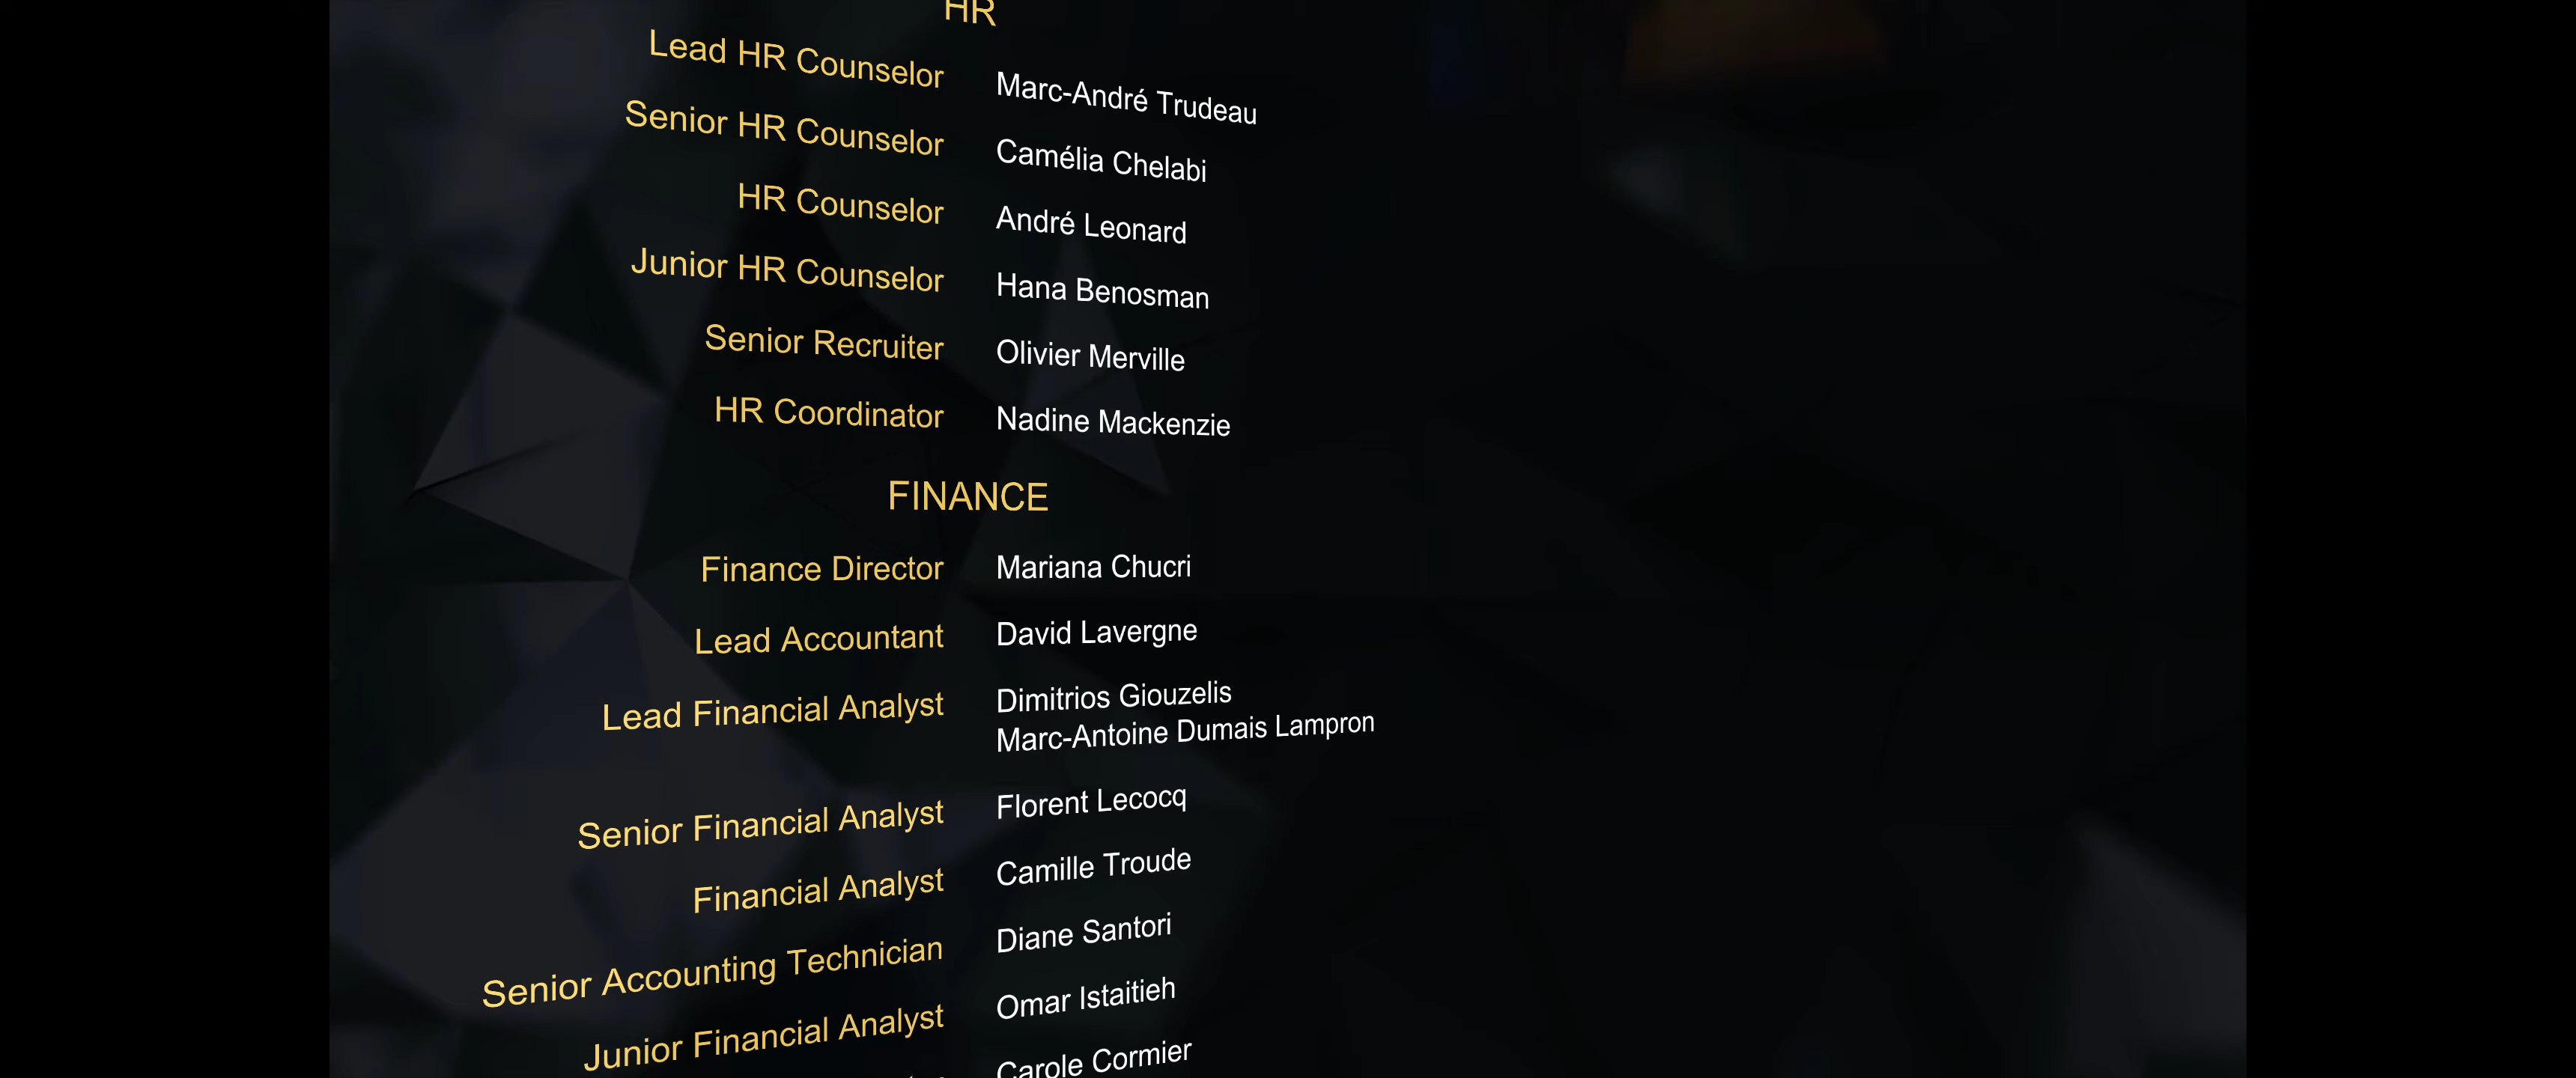 HR
Lead HR Counselor Marc-André Trudeau
Senior HR Counselor Camélia Chelabi
HR Counselor André Leonard
Junior HR Counselor Hana Benosman
Senior Recruiter Olivier Merville
HR Coordinator Nadine Mackenzie
FINANCE
Finance Director Mariana Chucri
Lead Accountant David Lavergne
Lead Financial Analyst Dimitrios Giouzelis
Marc-Antoine Dumais Lampron
Senior Financial Analyst Florent Lecocq
Financial Analyst Camille Troude
Senior Accounting Technician Diane Santori
Junior Financial Analyst Omar Istaitieh
Carole Cormier